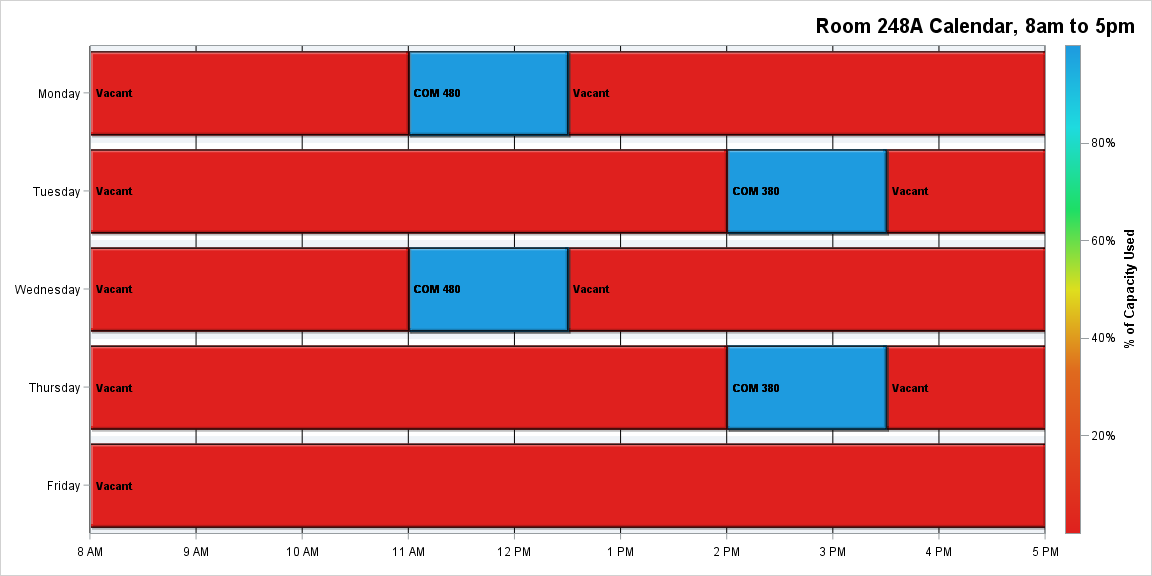 Room 248A Calendar, 8am to 5pm
Monday
Vacant
COM 480
Vacant
Tuesday
Vacant
COM 380
Vacant
Wednesday
Vacant
COM 480
Vacant
Thursday
Vacant
COM 380
Vacant
Friday
Vacant
8 AM
9 AM
10 AM
11 AM
12 PM
1 PM
2 PM
3 PM
4 PM
5 PM
80%
60%
40%
20%
% of Capacity Used